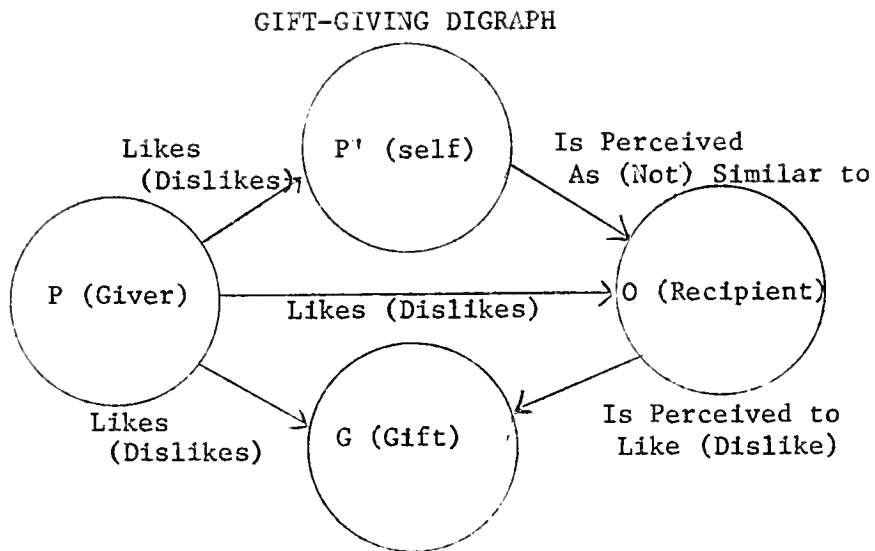 GIFT-GIVING DIGRAPH
P' (self)
Likes
(Dislikes)
Is Perceived
As (Not) Similar to
P (Giver)
Likes (Dislikes)
O (Recipient)
Likes
(Dislikes)
G (Gift)
Is Perceived to
Like (Dislike)